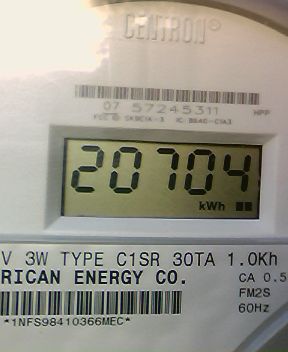 CENTRON®
07 57245311
HPP
20704
kWh
V 3W TYPE C1SR 30TA 1.0Kh
RICAN ENERGY CO.
CA 0.5
FM2S
60Hz
*1NFS98410366MEC*